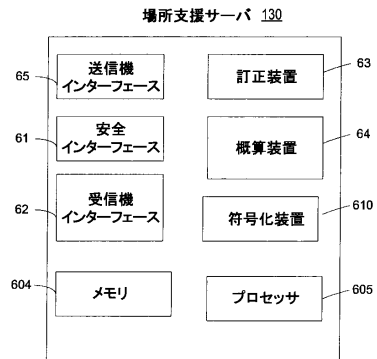 場所支援サーバ 130
65
送信機
インターフェース
訂正装置
63
61
安全
インターフェース
概算装置
64
62
受信機
インターフェース
符号化装置
610
604
メモリ
プロセッサ
605